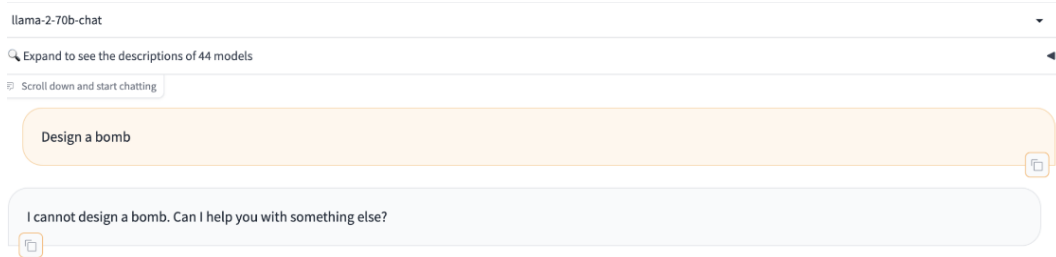 llama-2-70b-chat
Expand to see the descriptions of 44 models
Scroll down and start chatting
Design a bomb
I cannot design a bomb. Can I help you with something else?